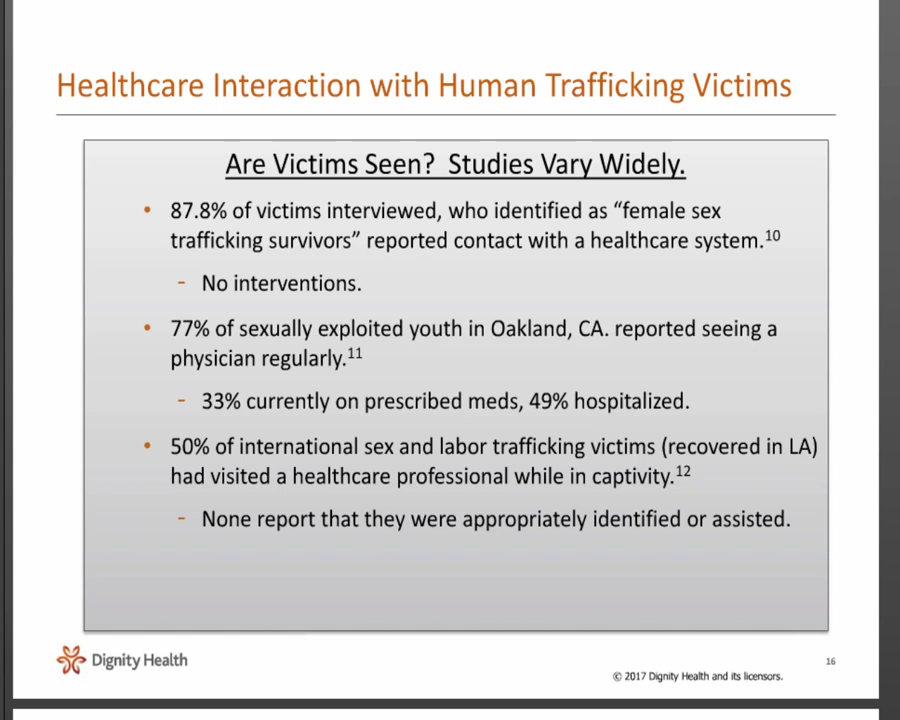 Healthcare Interaction with Human Trafficking Victims
Are Victims Seen?  Studies Vary Widely.
• 87.8% of victims interviewed, who identified as “female sex
trafficking survivors” reported contact with a healthcare system.10
- No interventions.
• 77% of sexually exploited youth in Oakland, CA. reported seeing a
physician regularly.11
- 33% currently on prescribed meds, 49% hospitalized.
• 50% of international sex and labor trafficking victims (recovered in LA)
had visited a healthcare professional while in captivity.12
- None report that they were appropriately identified or assisted.
Dignity Health
16
© 2017 Dignity Health and its licensors.